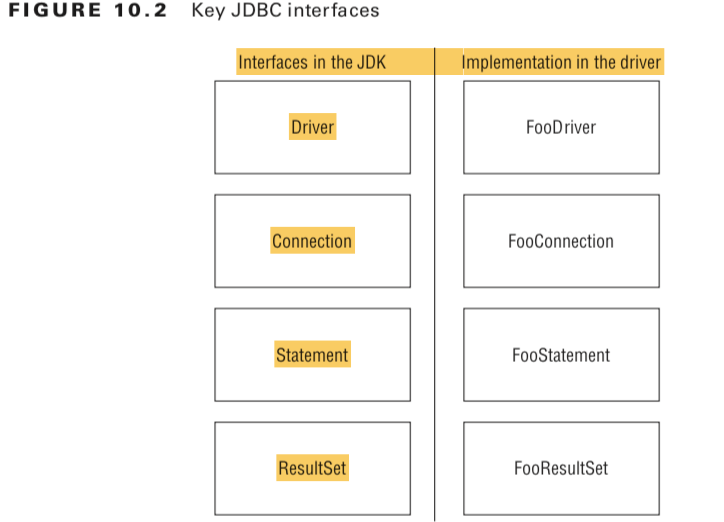 FIGURE 10.2 Key JDBC interfaces
Interfaces in the JDK Implementation in the driver
Driver FooDriver
Connection FooConnection
Statement FooStatement
ResultSet FooResultSet